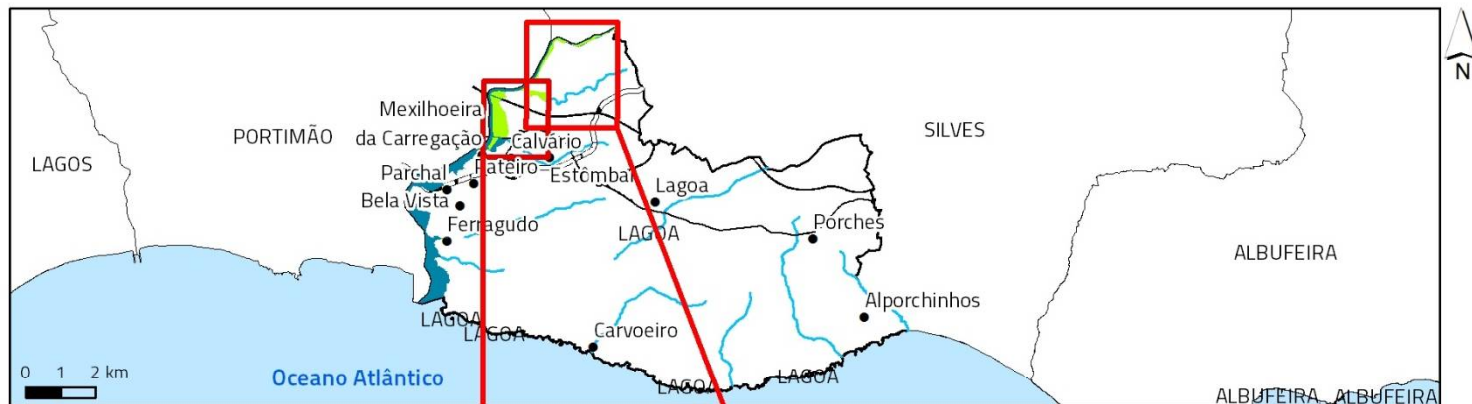 N
Mexilhoeira
da Carregação
PORTIMÃO
SILVES
LAGOS
Calvário
Parchal
Pateiro
Estômbar
Bela Vista
Lagoa
Ferragudo
LAGOA
Porches
ALBUFEIRA
Alporchinhos
LAGOA
LAGOA
Carvoeiro
0 1 2 km
Oceano Atlântico
LAGOA
LAGOA
ALBUFEIRA
ALBUFEIRA